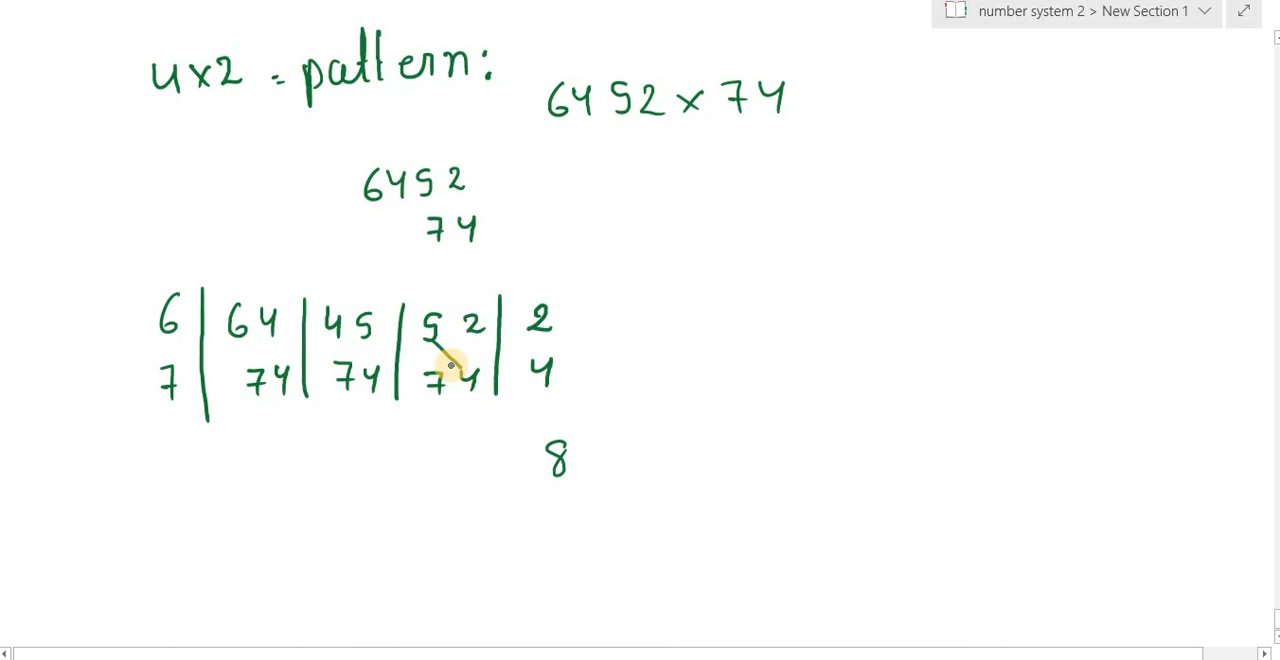 number system 2 > New Section 1
4x2 = pattern:
6452 x 74
6452
74
6 | 64 | 45 | 52 | 2
7 | 74 | 74 | 74 | 4
8